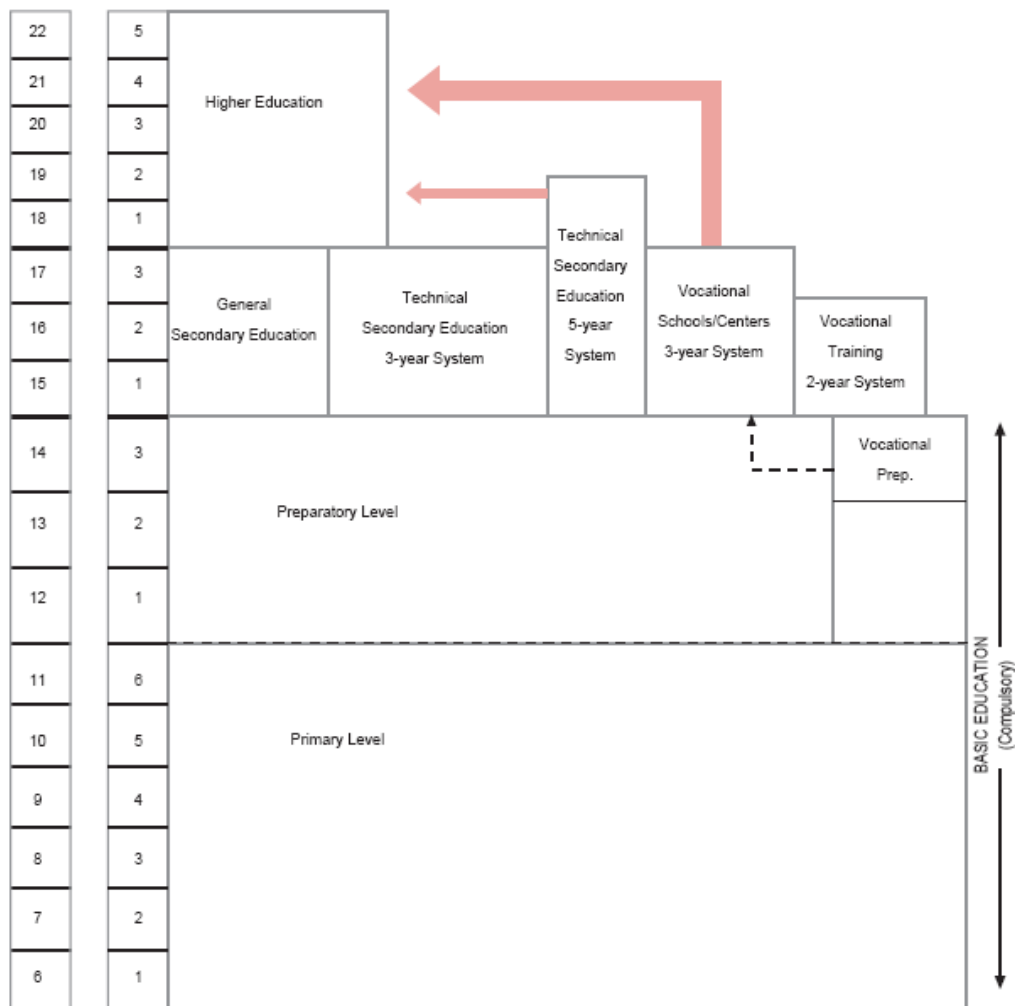 22 5
21 4
Higher Education
20 3
19 2
18 1
17 3
16 2
15 1
General
Secondary Education
Technical
Secondary Education
3-year System
Technical
Secondary
Education
5-year
System
Vocational
Schools/Centers
3-year System
Vocational
Training
2-year System
14 3
13 2
12 1
Preparatory Level
Vocational
Prep.
11 6
10 5
9 4
8 3
7 2
6 1
Primary Level
BASIC EDUCATION
(Compulsory)